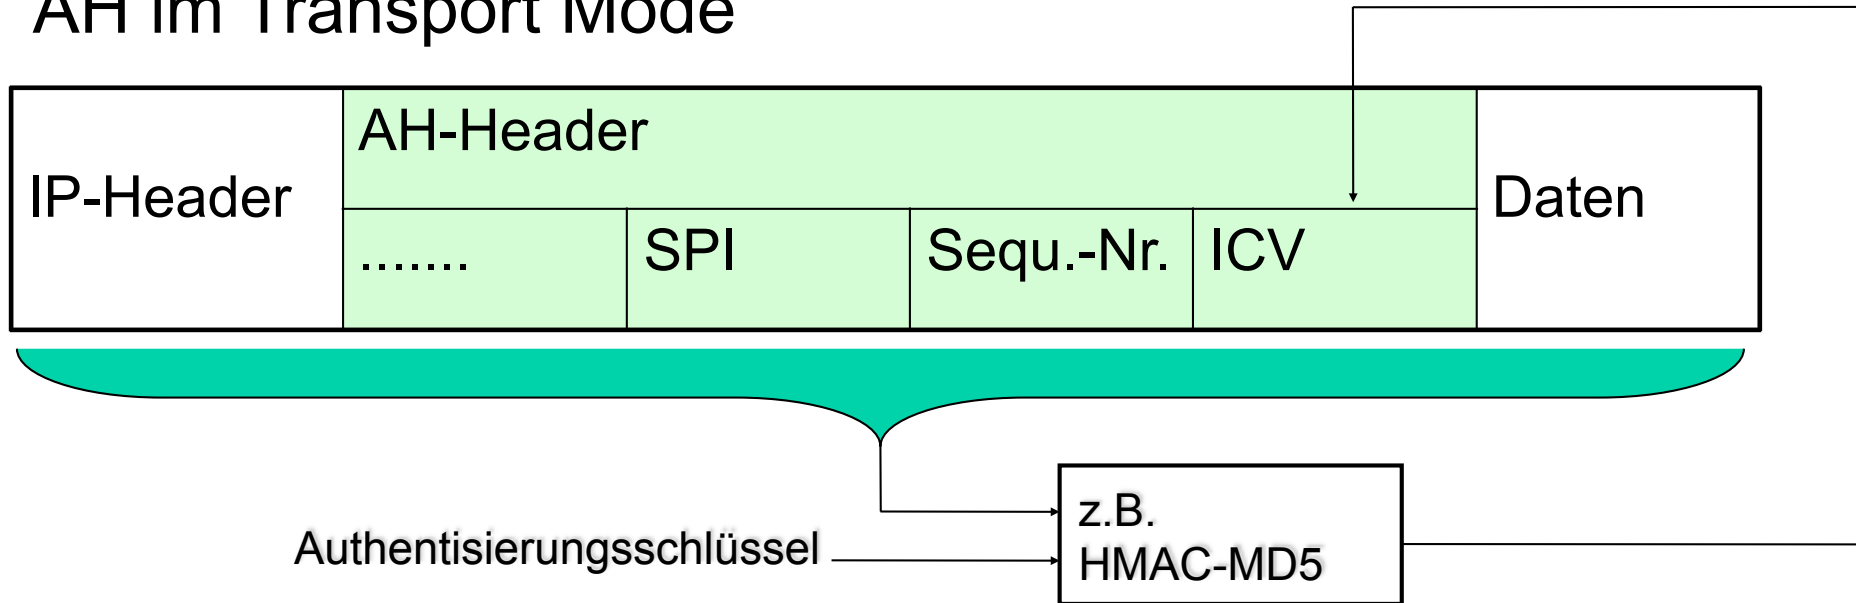 AH im Transport Mode
AH-Header
IP-Header
Daten
.......
SPI
Sequ.-Nr.
ICV
z.B.
Authentisierungsschlüssel
HMAC-MD5